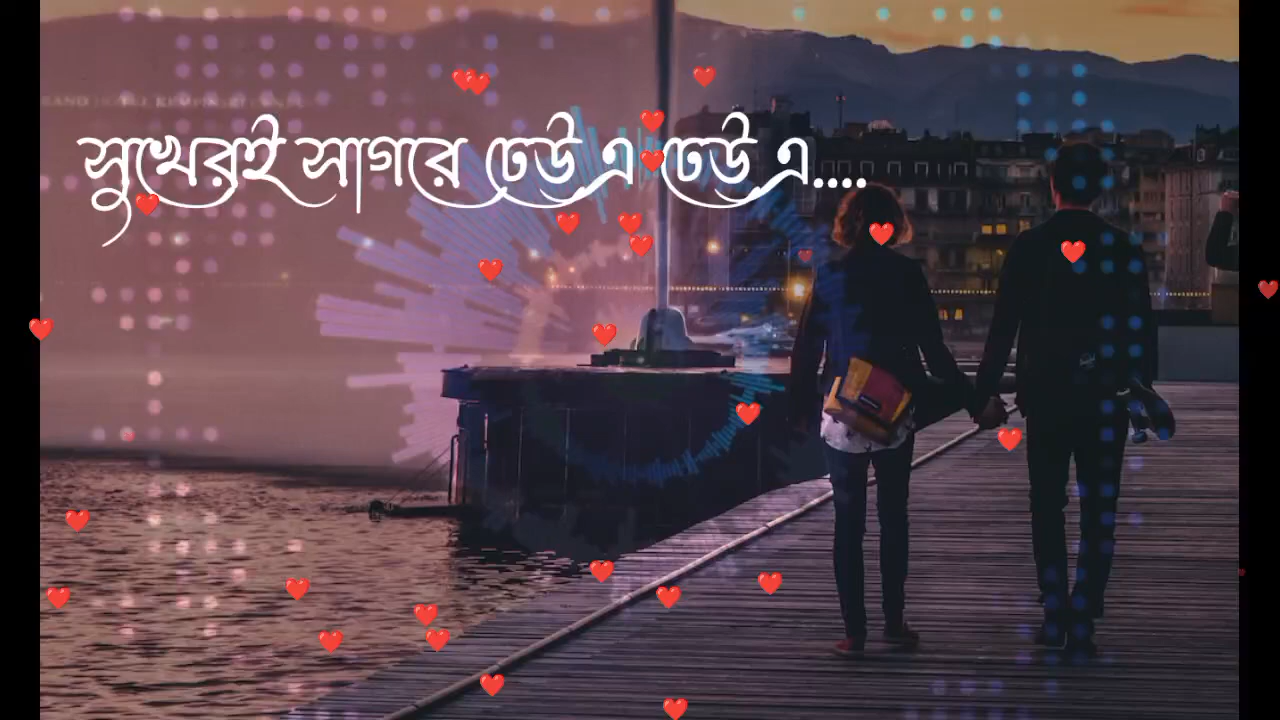 সুখেরই সাগরে ঢেউ এ ঢেউ এ....